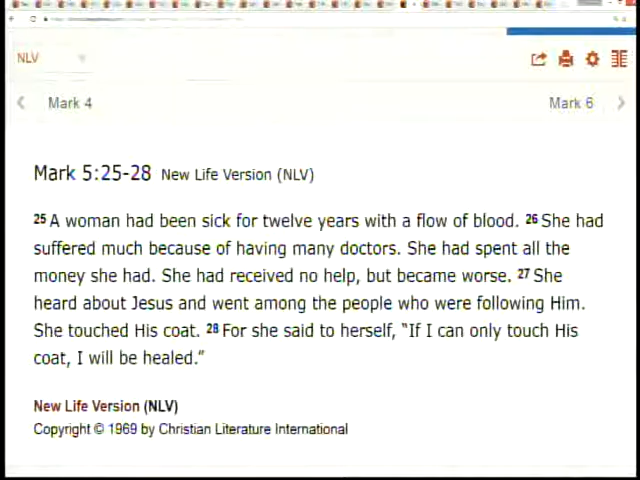 NLV
Mark 4
Mark 6
Mark 5:25-28 New Life Version (NLV)
25 A woman had been sick for twelve years with a flow of blood. 26 She had
suffered much because of having many doctors. She had spent all the
money she had. She had received no help, but became worse. 27 She
heard about Jesus and went among the people who were following Him.
She touched His coat. 28 For she said to herself, “If I can only touch His
coat, I will be healed.”
New Life Version (NLV)
Copyright © 1969 by Christian Literature International